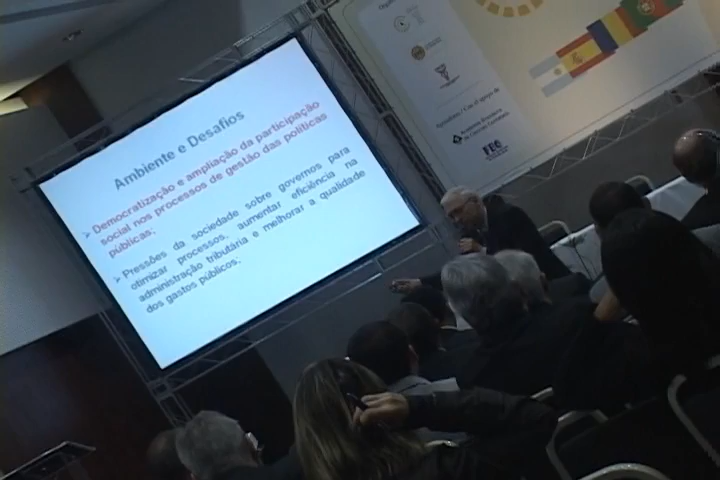 Ambiente e Desafios
➢ Democratização e ampliação da participação
social nos processos de gestão das políticas
públicas;
➢ Pressões da sociedade sobre governos para
otimizar processos, aumentar eficiência na
administração tributária e melhorar a qualidade
dos gastos públicos.
FEE